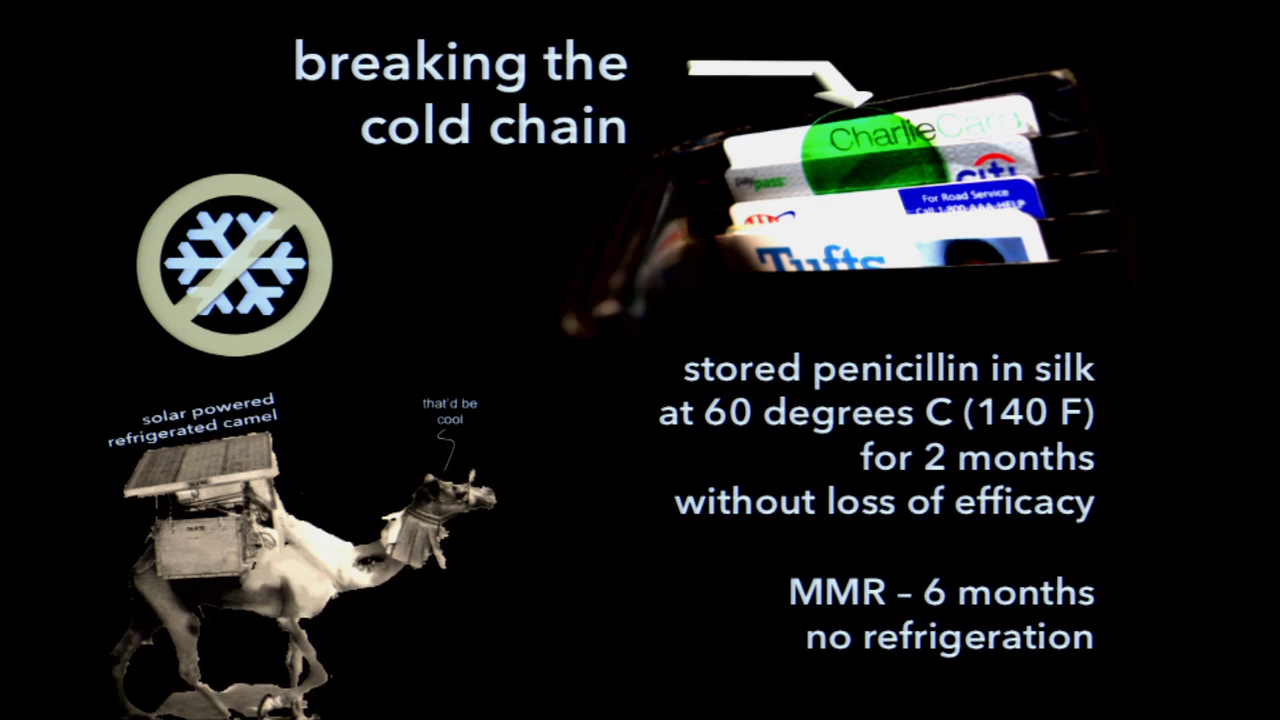 breaking the
cold chain
CharlieCard
paypass
citi
For Road Service
Call 1-800-AAA-HELP
Tufts
stored penicillin in silk
at 60 degrees C (140 F)
for 2 months
without loss of efficacy
MMR – 6 months
no refrigeration
solar powered
refrigerated camel
that'd be
cool